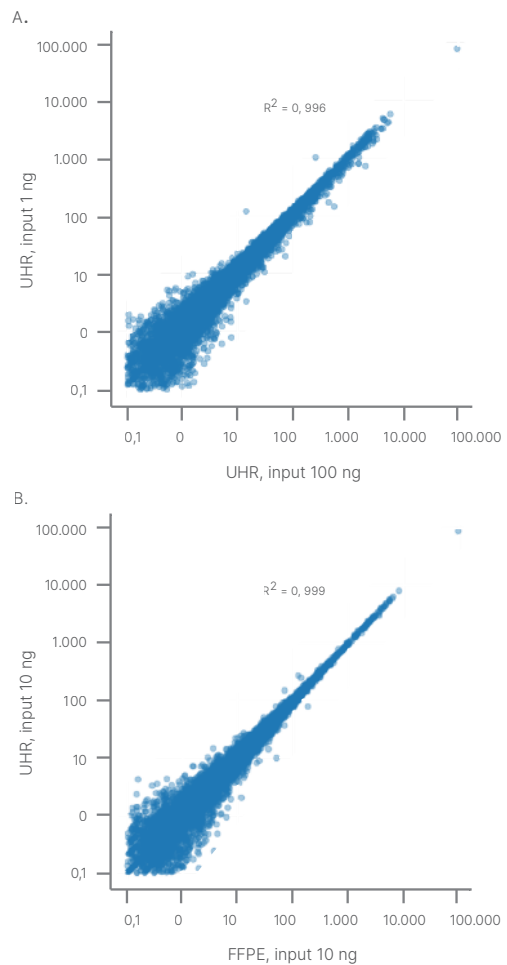 A.
100.000
10.000
1.000
100
10
0
0,1
UHR, input 1 ng
R² = 0, 996
0,1 0 10 100 1.000 10.000 100.000
UHR, input 100 ng
B.
100.000
10.000
1.000
100
10
0
0,1
UHR, input 10 ng
R² = 0, 999
0,1 0 10 100 1.000 10.000 100.000
FFPE, input 10 ng